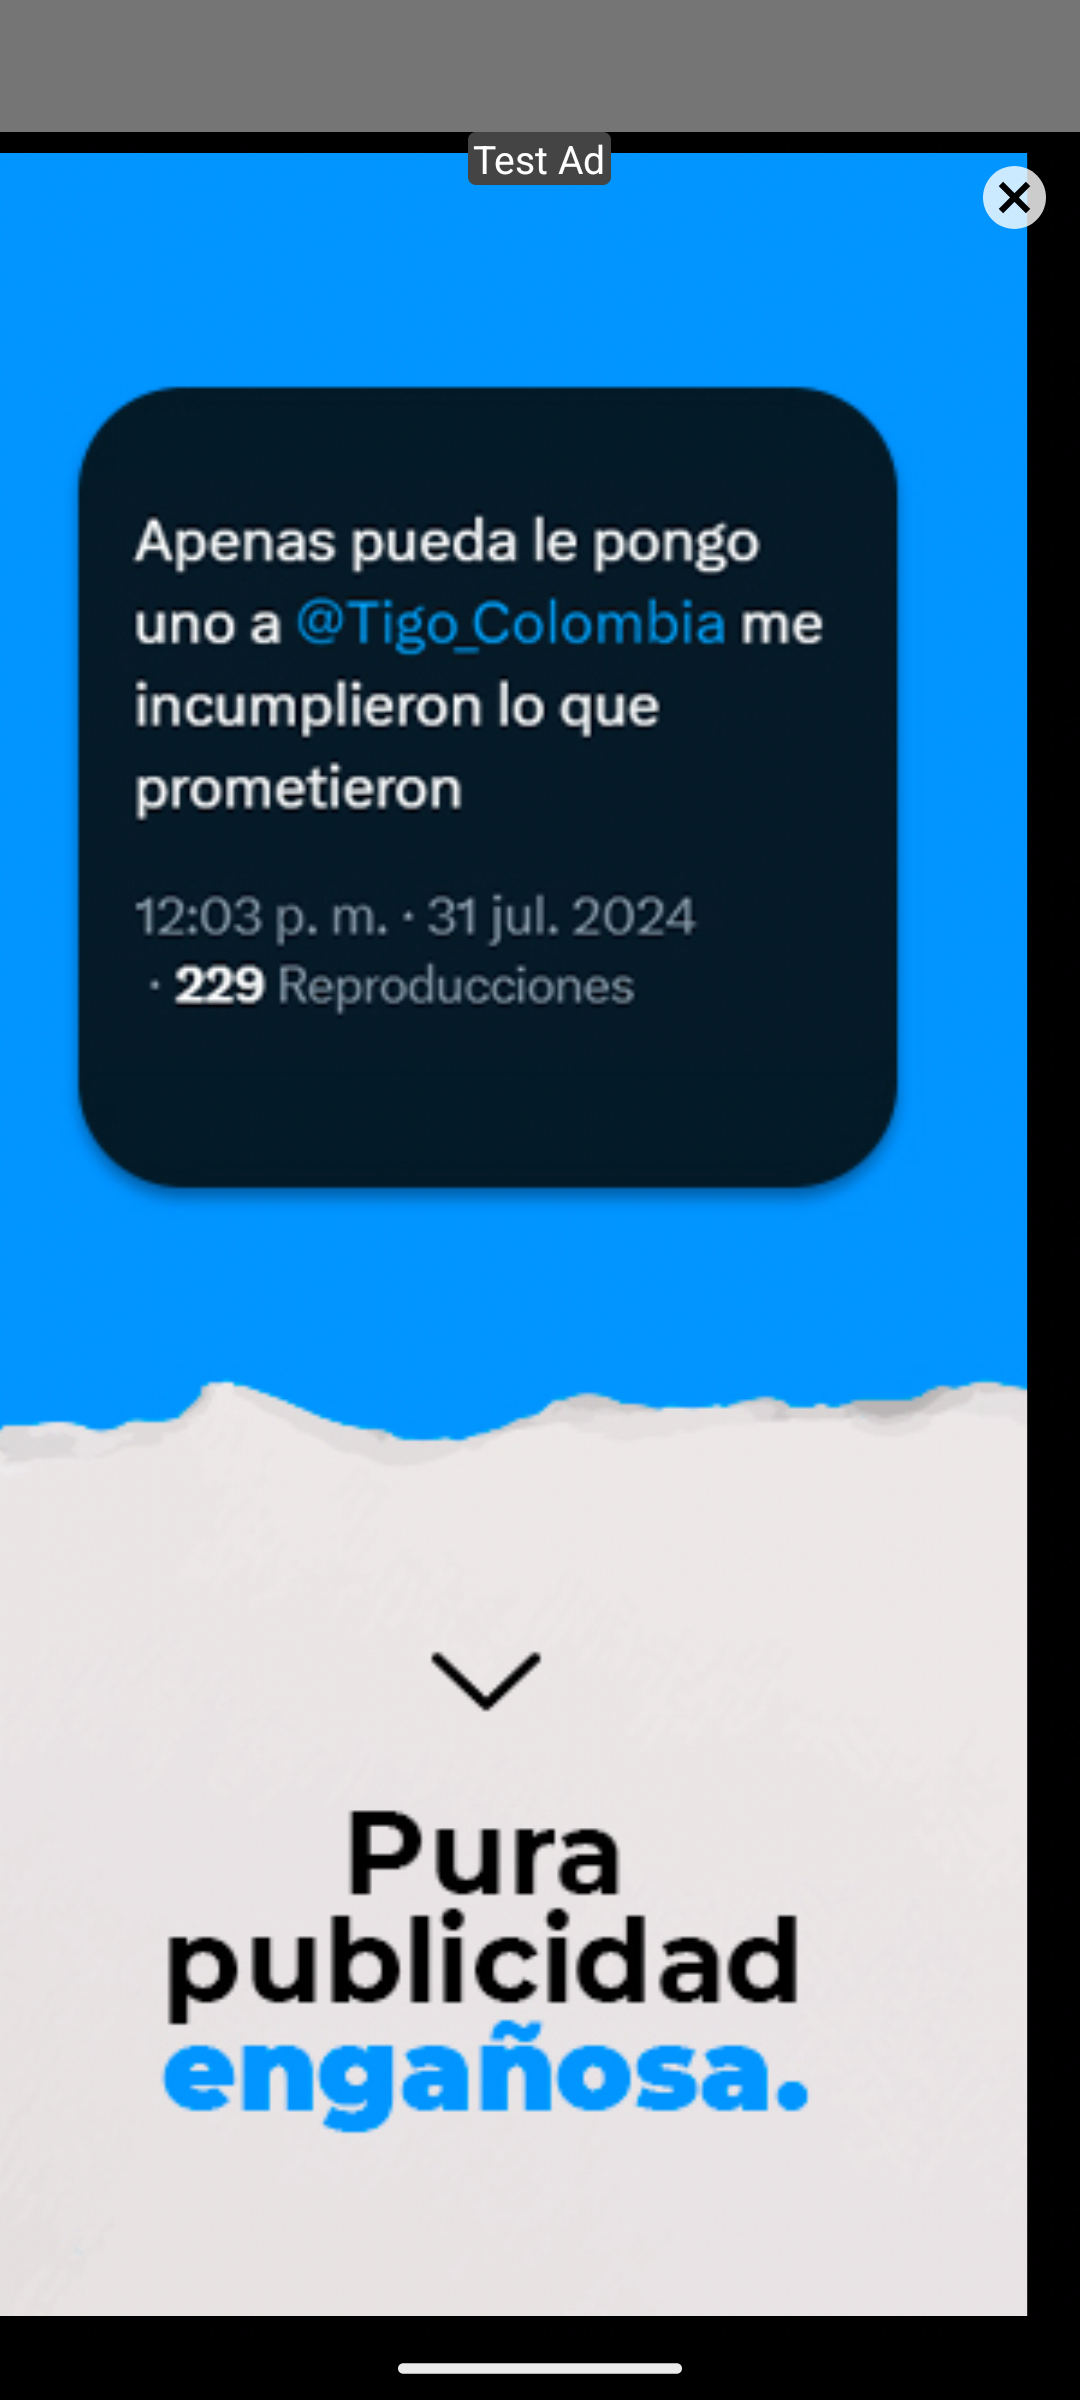 Test Ad
Apenas pueda le pongo
uno a @Tigo_Colombia me
incumplieron lo que
prometieron
12:03 p. m. · 31 jul. 2024
· 229 Reproducciones
Pura
publicidad
engañosa.